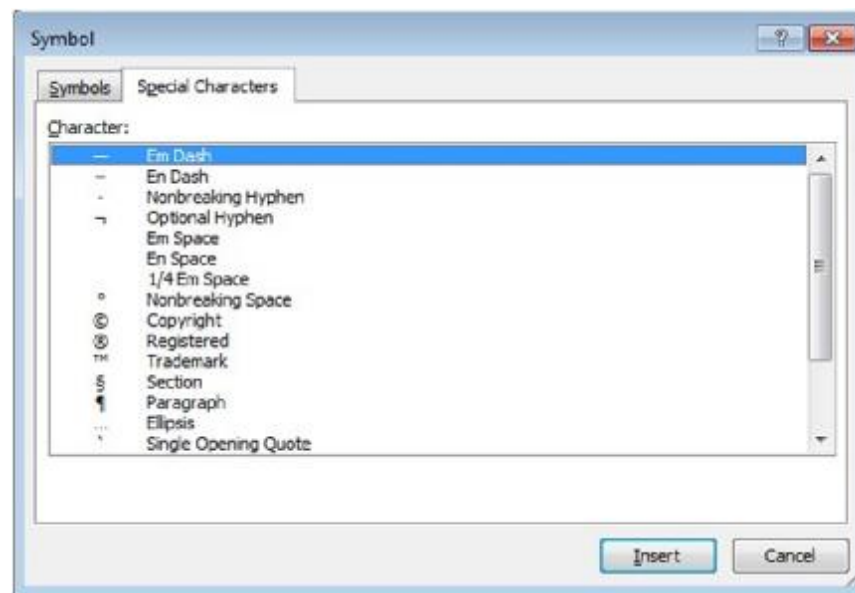 Symbol
Symbols Special Characters
Character:
— Em Dash
– En Dash
- Nonbreaking Hyphen
¬ Optional Hyphen
Em Space
En Space
1/4 Em Space
° Nonbreaking Space
© Copyright
® Registered
™ Trademark
§ Section
¶ Paragraph
… Ellipsis
‛ Single Opening Quote
Insert Cancel